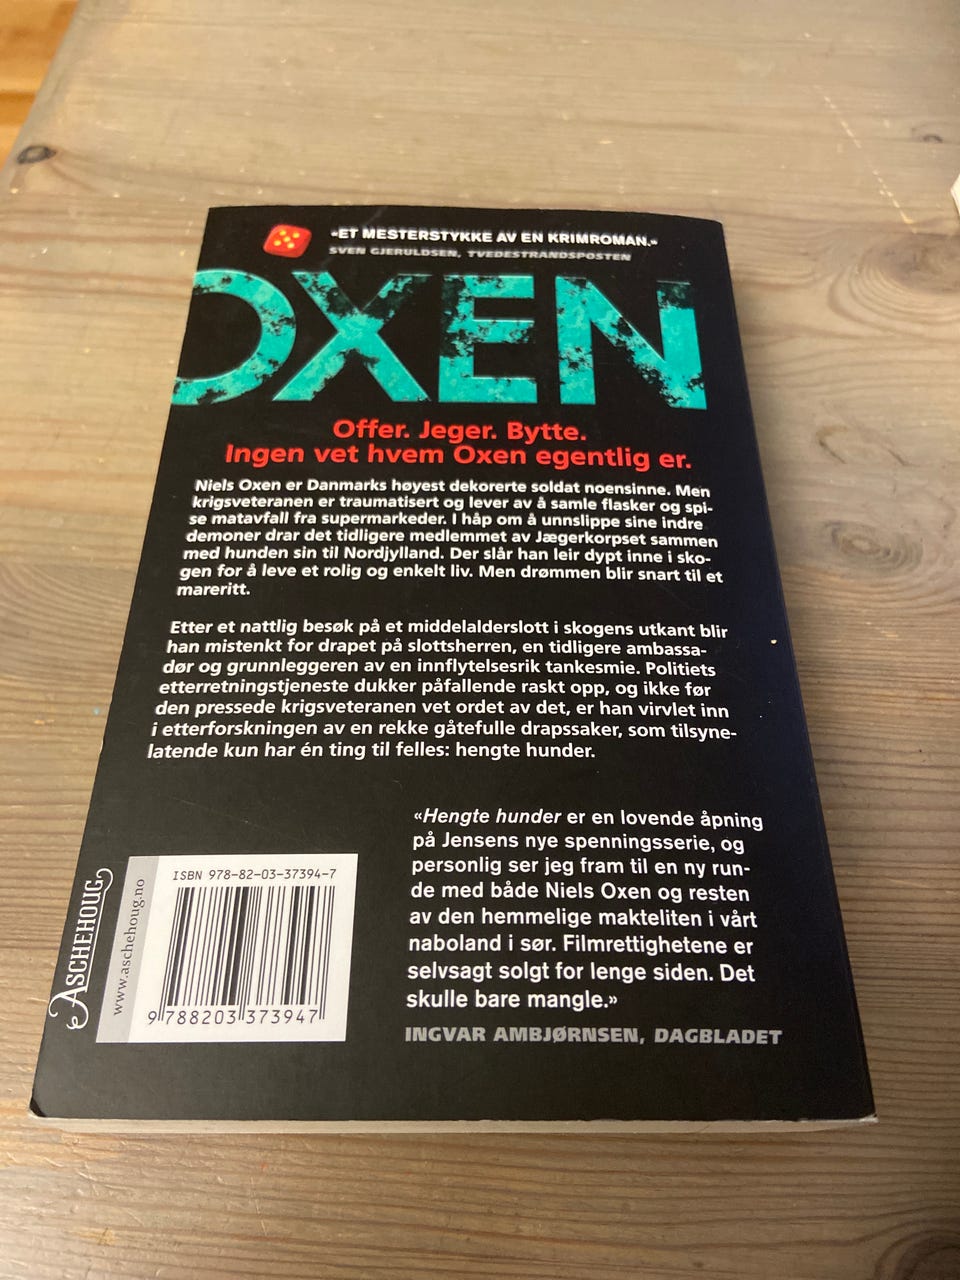 «ET MESTERSTYKKE AV EN KRIMROMAN.»
SVEN GJERULDSEN, TVEDESTRANDSPOSTEN
OXEN
Offer. Jeger. Bytte.
Ingen vet hvem Oxen egentlig er.
Niels Oxen er Danmarks høyest dekorerte soldat noensinne. Men
krigsveteranen er traumatisert og lever av å samle flasker og spi-
se matavfall fra supermarkeder. I håp om å unnslippe sine indre
demoner drar det tidligere medlemmet av Jægerkorpset sammen
med hunden sin til Nordjylland. Der slår han leir dypt inne i sko-
gen for å leve et rolig og enkelt liv. Men drømmen blir snart til et
mareritt.
Etter et nattlig besøk på et middelalderslott i skogens utkant blir
han mistenkt for drapet på slottsherren, en tidligere ambassa-
dør og grunnleggeren av en innflytelsesrik tankesmie. Politiets
etterretningstjeneste dukker påfallende raskt opp, og ikke før
den pressede krigsveteranen vet ordet av det, er han virvlet inn
i etterforskningen av en rekke gåtefulle drapssaker, som tilsyne-
latende kun har én ting til felles: hengte hunder.
«Hengte hunder er en lovende åpning
på Jensens nye spenningsserie, og
personlig ser jeg fram til en ny run-
de med både Niels Oxen og resten
av den hemmelige makteliten i vårt
naboland i sør. Filmrettighetene er
selvsagt solgt for lenge siden. Det
skulle bare mangle.»
INGVAR AMBJØRNSEN, DAGBLADET
ASCHEHOUG
www.aschehoug.no
ISBN 978-82-03-37394-7
9 788203 373947